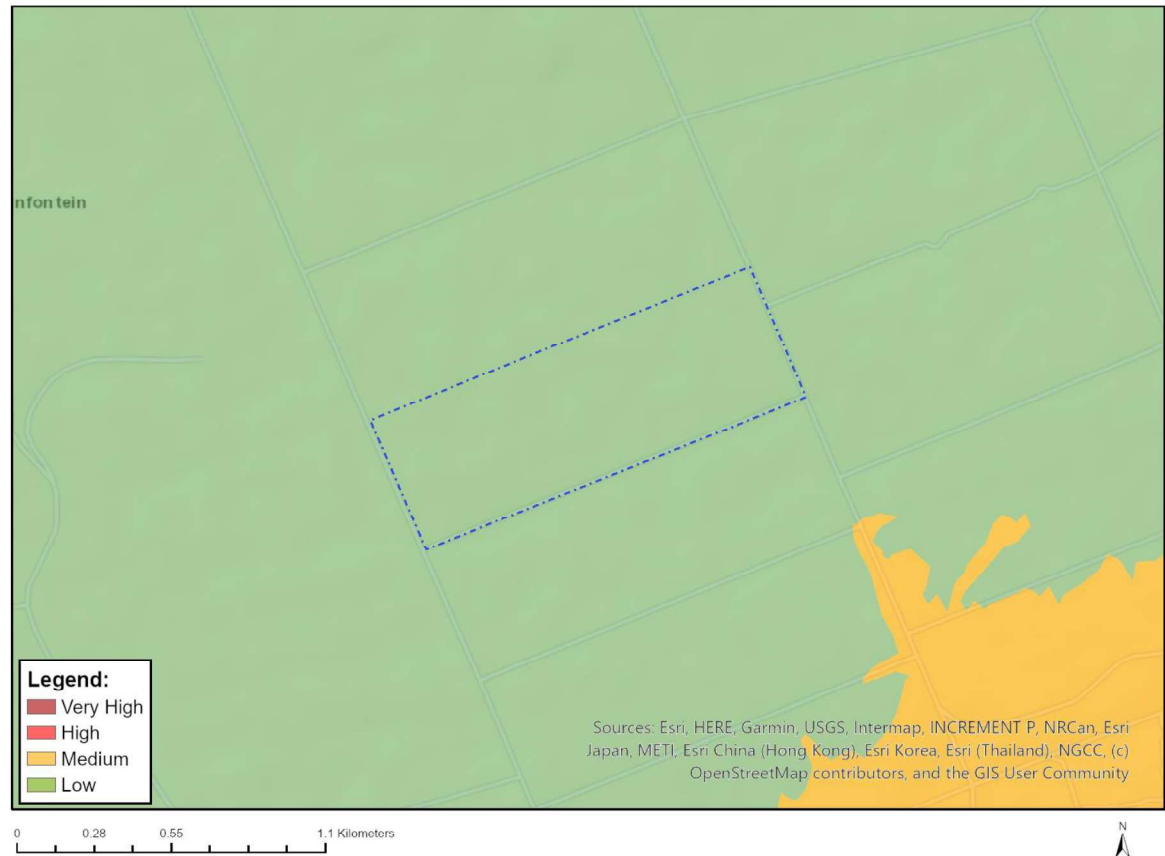 nfontein
Legend:
Very High
High
Medium
Low
Sources: Esri, HERE, Garmin, USGS, Intermap, INCREMENT P, NRCan, Esri
Japan, METI, Esri China (Hong Kong), Esri Korea, Esri (Thailand), NGCC, (c)
OpenStreetMap contributors, and the GIS User Community
0 0.28 0.55 1.1 Kilometers
N